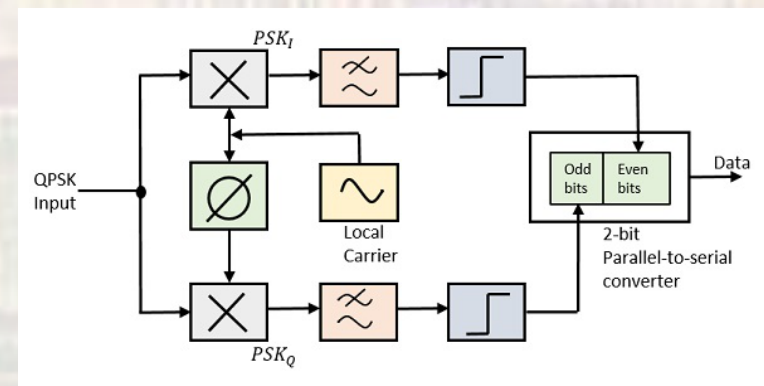 PSK_I
QPSK
Input
∅
Local
Carrier
Odd
bits
Even
bits
Data
2-bit
Parallel-to-serial
converter
PSK_Q